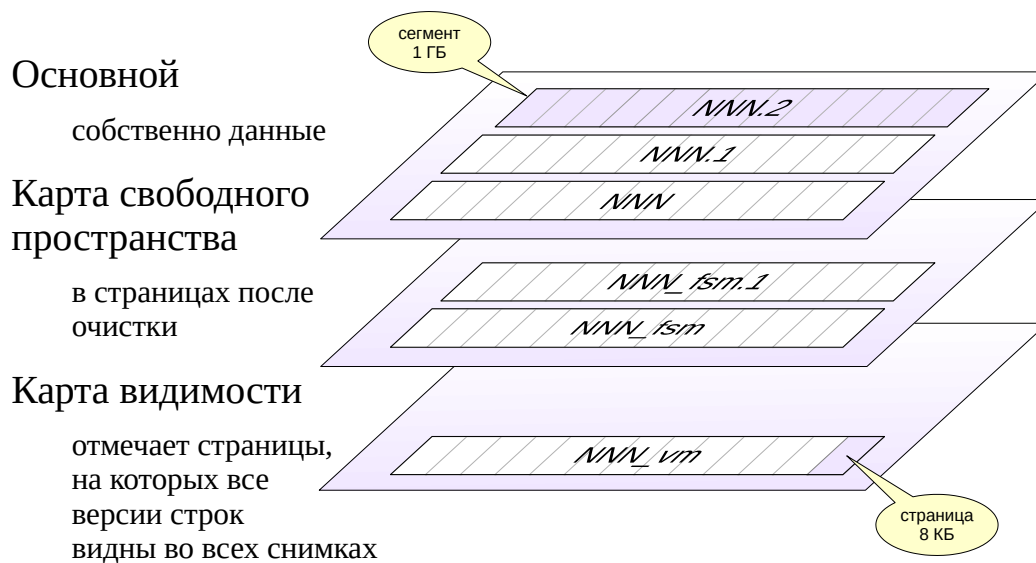 сегмент
1 ГБ
Основной
собственно данные
NNN.2
NNN.1
NNN
Карта свободного
пространства
в страницах после
очистки
NNN_fsm.1
NNN_fsm
Карта видимости
отмечает страницы,
на которых все
версии строк
видны во всех снимках
NNN_vm
страница
8 КБ